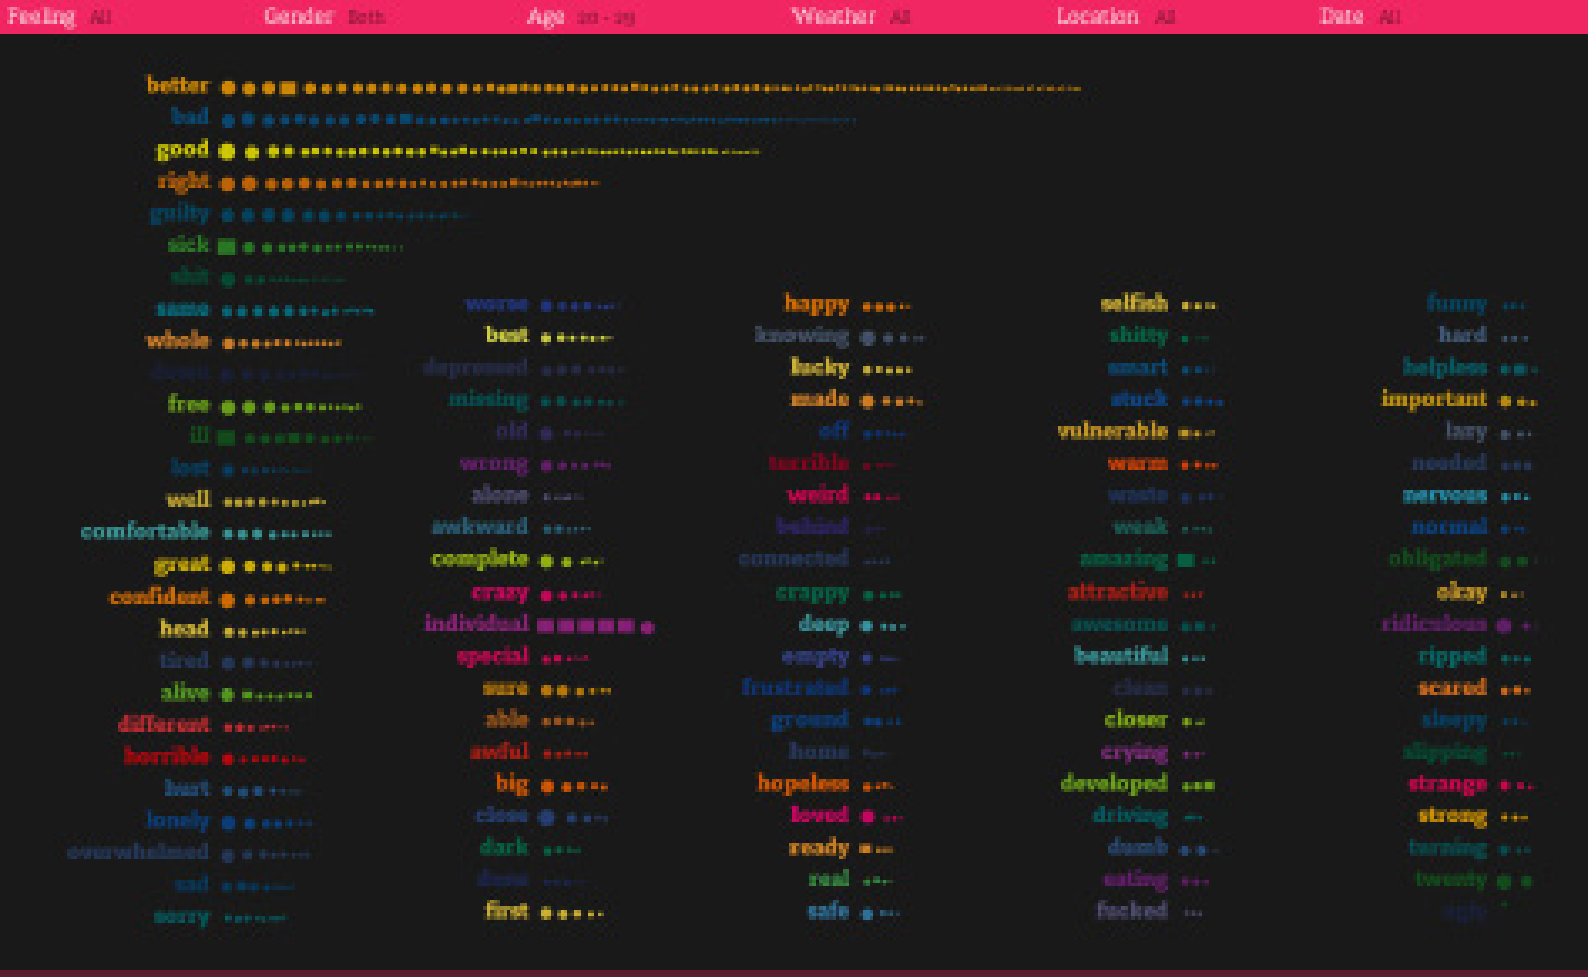 Feeling All Gender Both Age 20 - 29 Weather All Location All Date All
better
bad
good
right
guilty
sick
shit
same
whole
down
free
ill
lost
well
comfortable
great
confident
head
tired
alive
different
horrible
hurt
lonely
overwhelmed
sad
sorry
worse
best
depressed
missing
old
wrong
alone
awkward
complete
crazy
individual
special
sure
able
awful
big
close
dark
done
first
happy
knowing
lucky
made
off
terrible
weird
behind
connected
crappy
deep
empty
frustrated
ground
home
hopeless
loved
ready
real
safe
selfish
shitty
smart
stuck
vulnerable
warm
waste
weak
amazing
attractive
awesome
beautiful
clean
closer
crying
developed
driving
dumb
eating
fucked
funny
hard
helpless
important
lazy
needed
nervous
normal
obligated
okay
ridiculous
ripped
scared
sleepy
slipping
strange
strong
turning
twenty
ugly